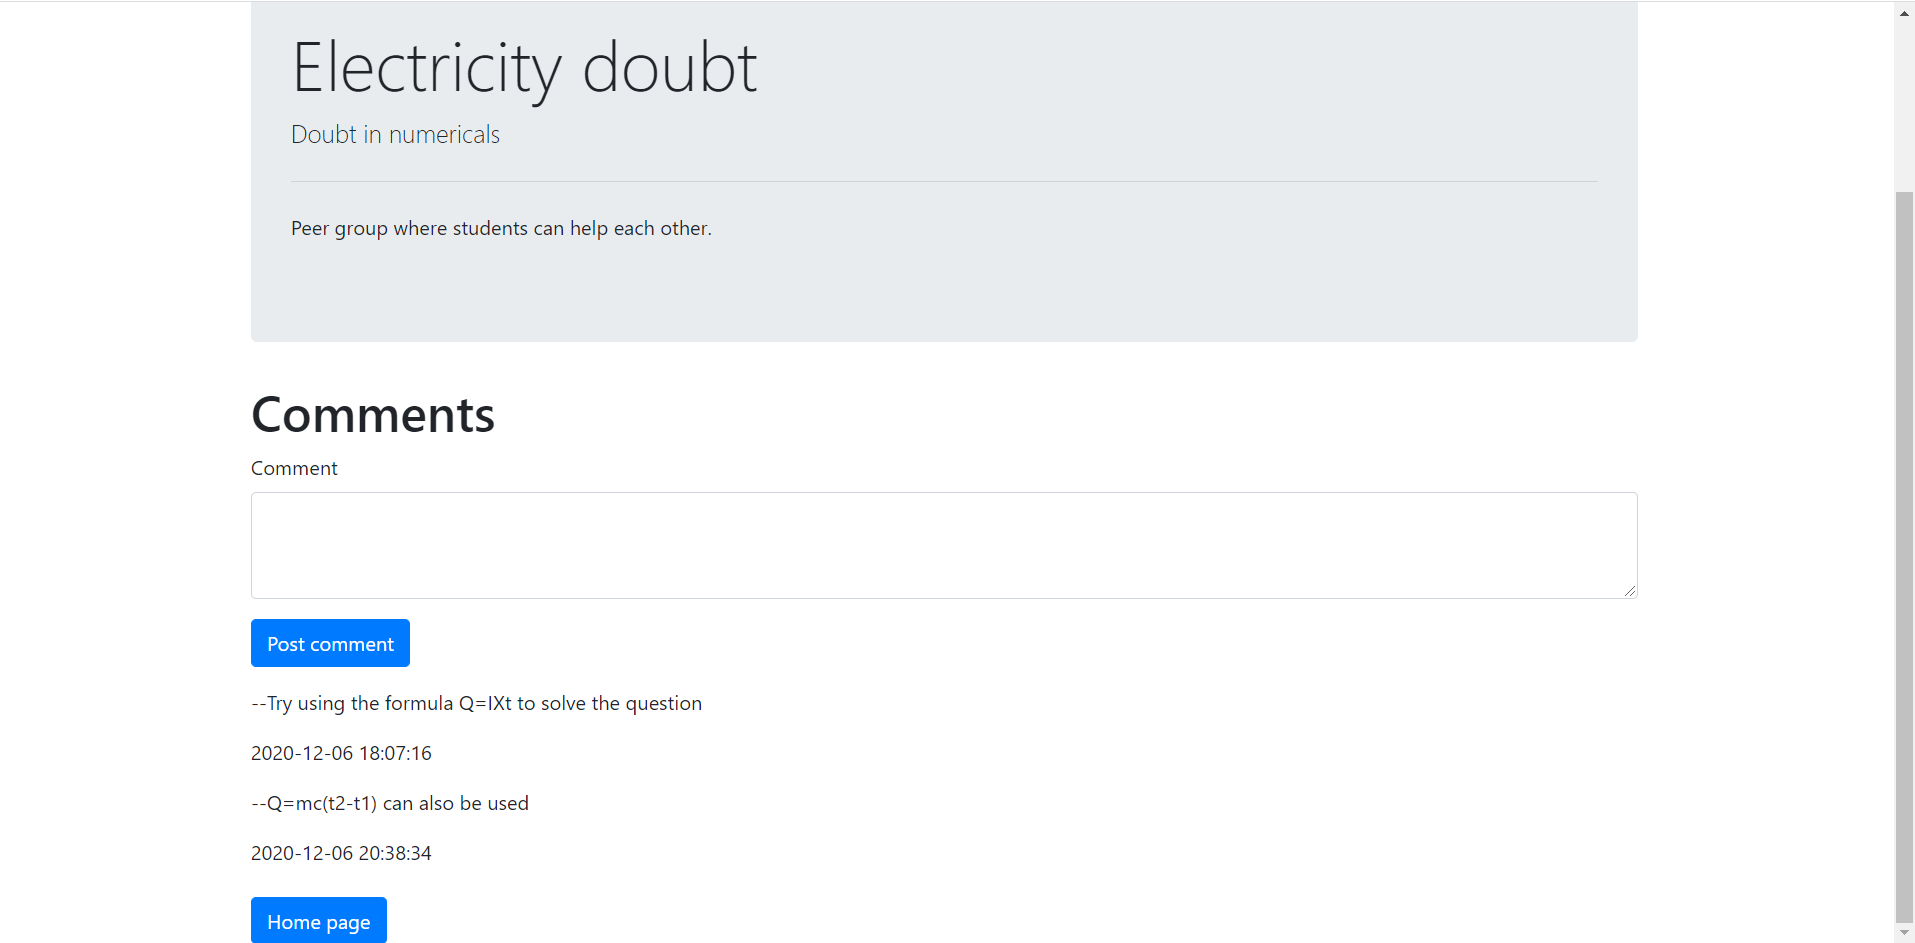 Electricity doubt
Doubt in numericals
Peer group where students can help each other.
Comments
Comment
Post comment
--Try using the formula Q=IXt to solve the question
2020-12-06 18:07:16
--Q=mc(t2-t1) can also be used
2020-12-06 20:38:34
Home page